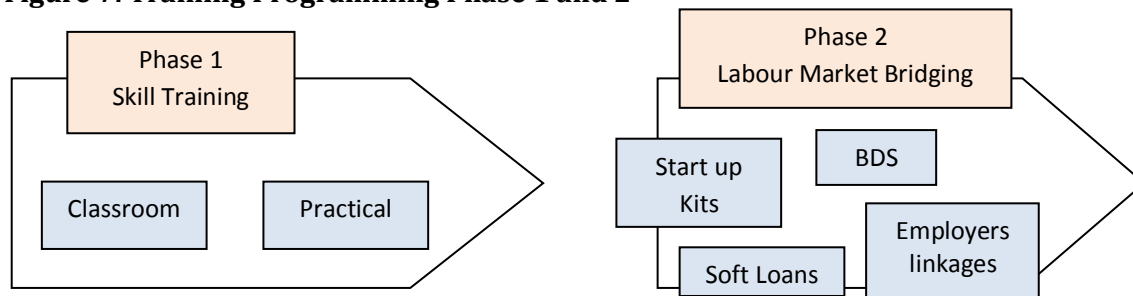 Figure 7: Training Programming Phase 1 and 2
Phase 1
Skill Training
Classroom
Practical
Phase 2
Labour Market Bridging
Start up
Kits
BDS
Soft Loans
Employers
linkages